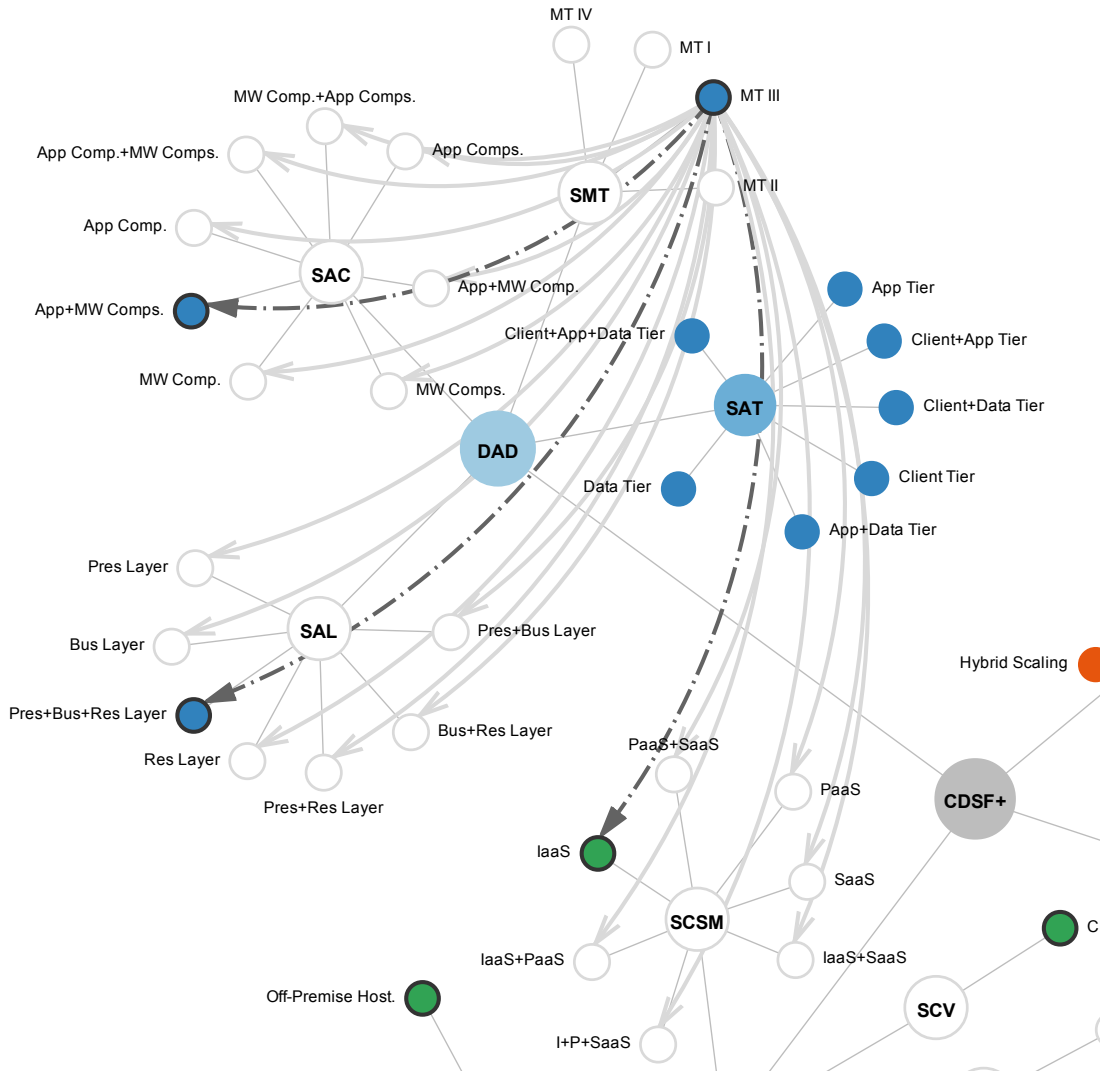 MT IV
MT I
MT III
MW Comp.+App Comps.
App Comps.
App Comp.+MW Comps.
SMT
MT II
App Comp.
SAC
App+MW Comp.
App Tier
App+MW Comps.
Client+App+Data Tier
Client+App Tier
MW Comp.
MW Comps.
SAT
Client+Data Tier
DAD
Client Tier
Data Tier
App+Data Tier
Pres Layer
SAL
Pres+Bus Layer
Bus Layer
Hybrid Scaling
Pres+Bus+Res Layer
Bus+Res Layer
PaaS+SaaS
Res Layer
PaaS
CDSF+
Pres+Res Layer
IaaS
SaaS
SCSM
C
IaaS+PaaS
IaaS+SaaS
Off-Premise Host.
SCV
I+P+SaaS